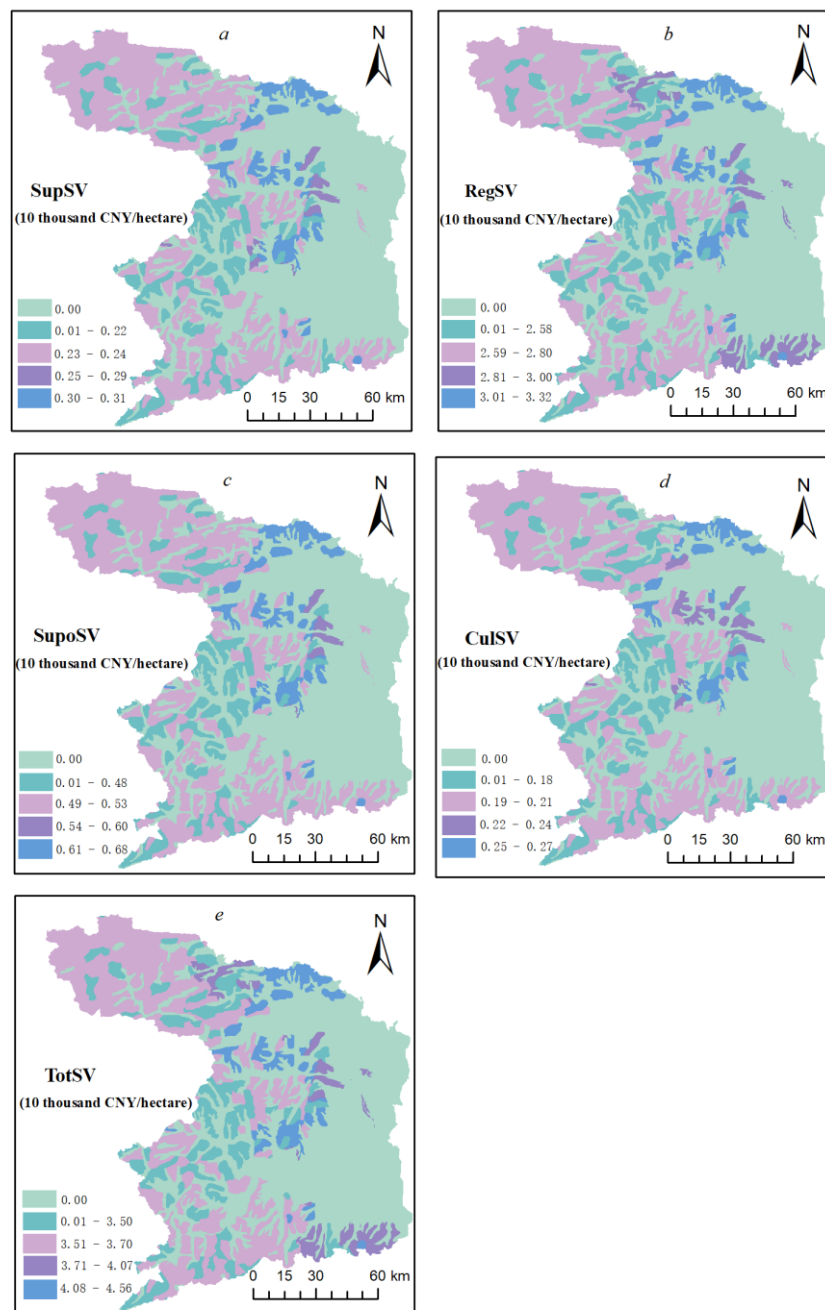 a
N
SupSV
(10 thousand CNY/hectare)
0.00
0.01 - 0.22
0.23 - 0.24
0.25 - 0.29
0.30 - 0.31
0 15 30 60 km
b
N
RegSV
(10 thousand CNY/hectare)
0.00
0.01 - 2.58
2.59 - 2.80
2.81 - 3.00
3.01 - 3.32
0 15 30 60 km
c
N
SupoSV
(10 thousand CNY/hectare)
0.00
0.01 - 0.48
0.49 - 0.53
0.54 - 0.60
0.61 - 0.68
0 15 30 60 km
d
N
CulSV
(10 thousand CNY/hectare)
0.00
0.01 - 0.18
0.19 - 0.21
0.22 - 0.24
0.25 - 0.27
0 15 30 60 km
e
N
TotSV
(10 thousand CNY/hectare)
0.00
0.01 - 3.50
3.51 - 3.70
3.71 - 4.07
4.08 - 4.56
0 15 30 60 km